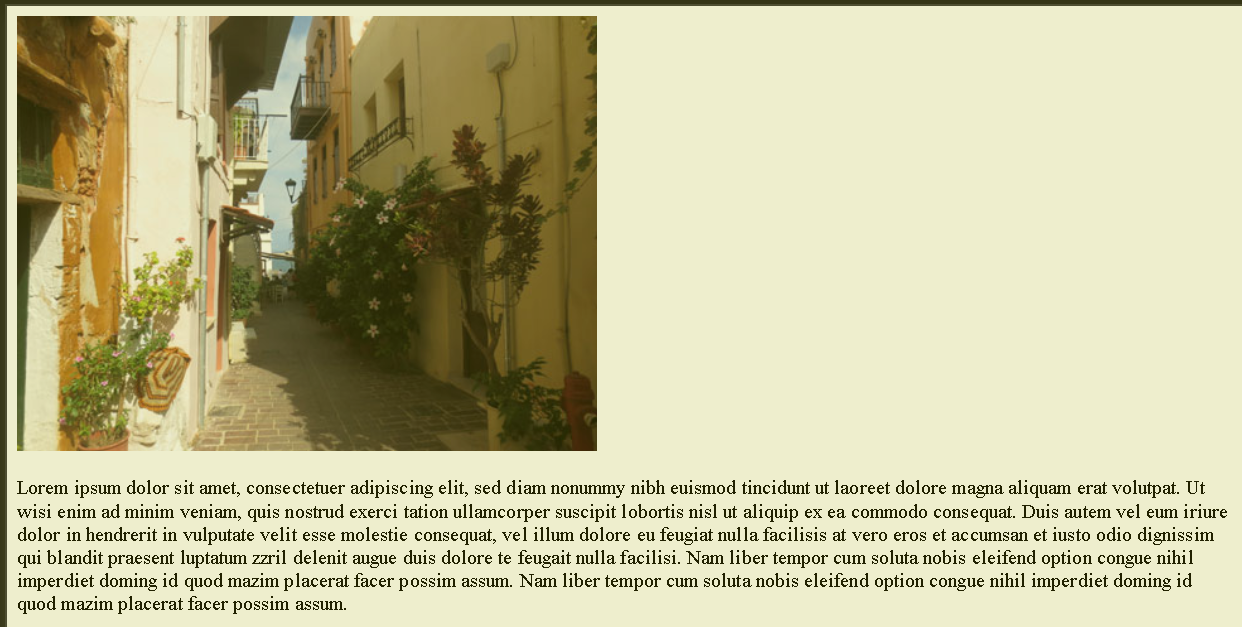 Lorem ipsum dolor sit amet, consectetuer adipiscing elit, sed diam nonummy nibh euismod tincidunt ut laoreet dolore magna aliquam erat volutpat. Ut
wisi enim ad minim veniam, quis nostrud exerci tation ullamcorper suscipit lobortis nisl ut aliquip ex ea commodo consequat. Duis autem vel eum iriure
dolor in hendrerit in vulputate velit esse molestie consequat, vel illum dolore eu feugiat nulla facilisis at vero eros et accumsan et iusto odio dignissim
qui blandit praesent luptatum zzril delenit augue duis dolore te feugait nulla facilisi. Nam liber tempor cum soluta nobis eleifend option congue nihil
imperdiet doming id quod mazim placerat facer possim assum. Nam liber tempor cum soluta nobis eleifend option congue nihil imperdiet doming id
quod mazim placerat facer possim assum.